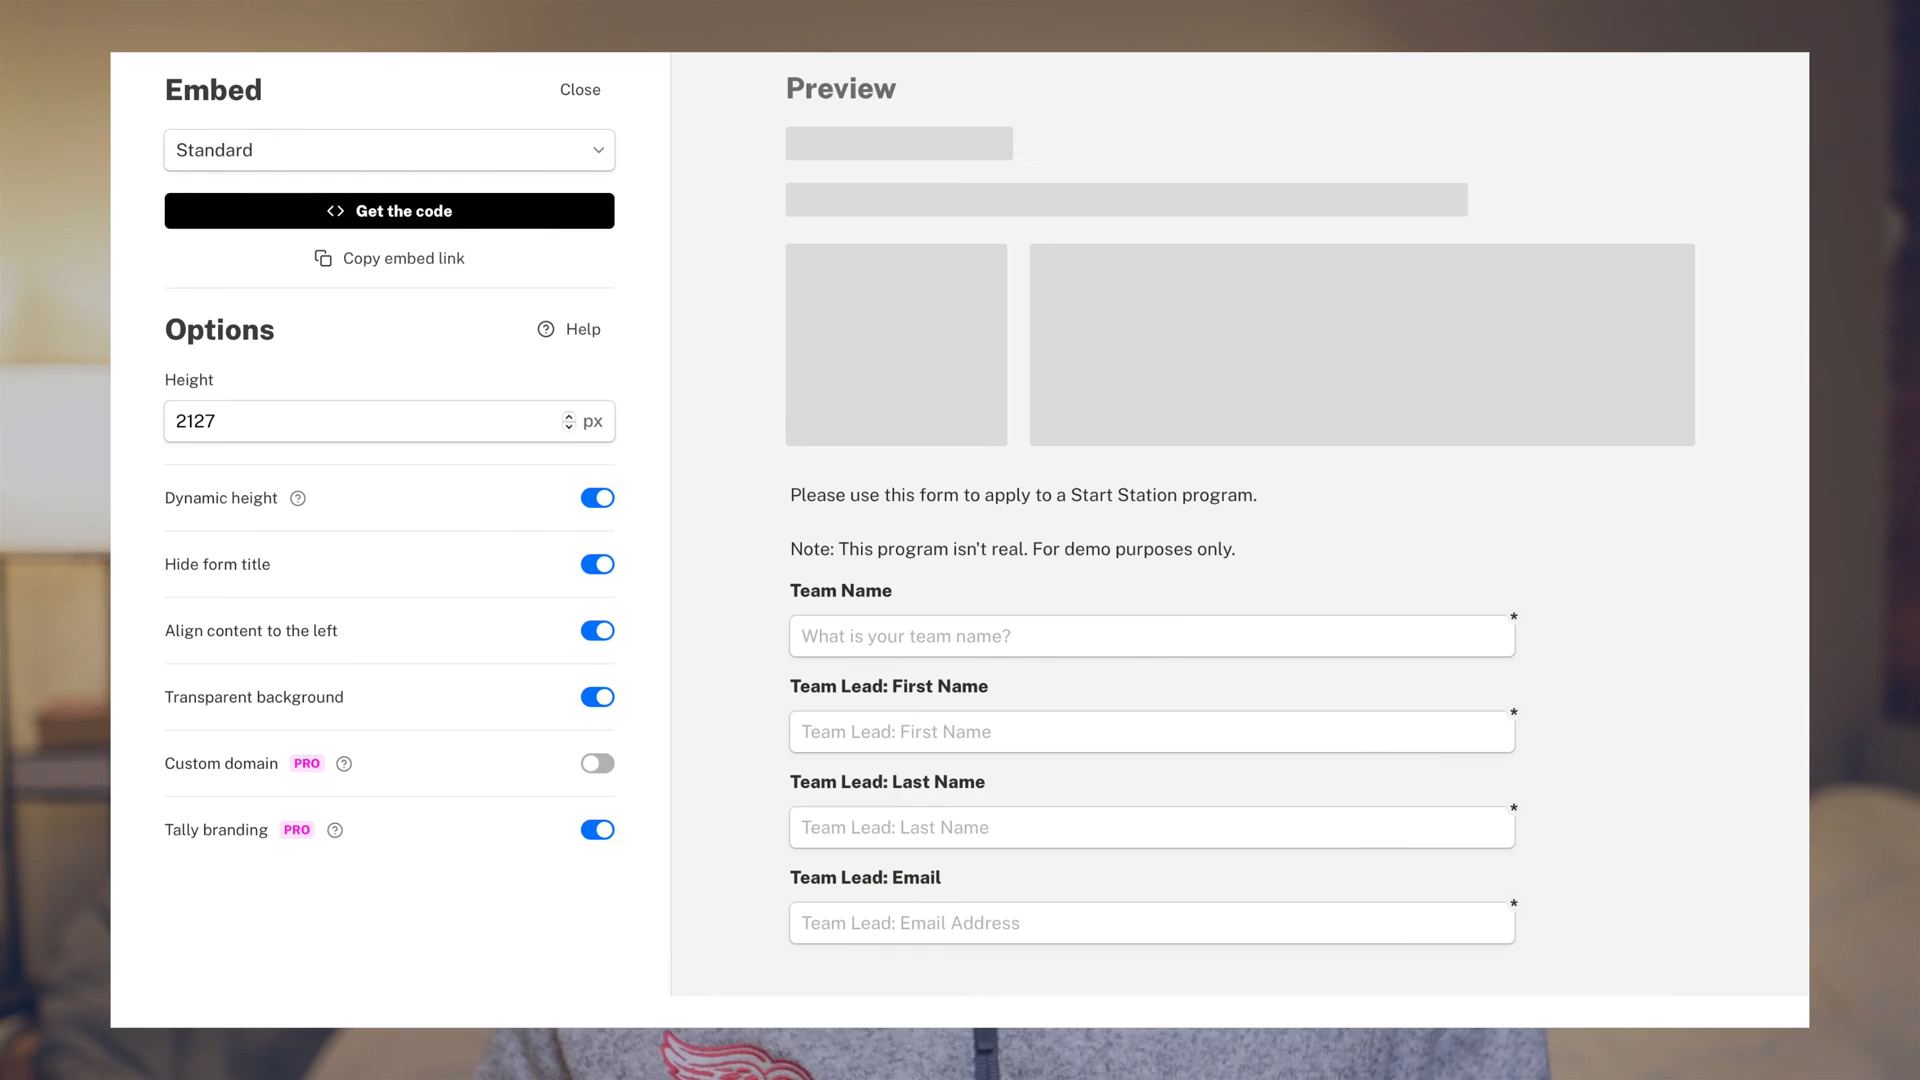 Embed
Close
Standard
Get the code
Copy embed link
Options
Help
Height
2127
px
Dynamic height
Hide form title
Align content to the left
Transparent background
Custom domain PRO
Tally branding PRO
Preview
Please use this form to apply to a Start Station program.
Note: This program isn't real. For demo purposes only.
Team Name
*
What is your team name?
Team Lead: First Name
*
Team Lead: First Name
Team Lead: Last Name
*
Team Lead: Last Name
Team Lead: Email
*
Team Lead: Email Address